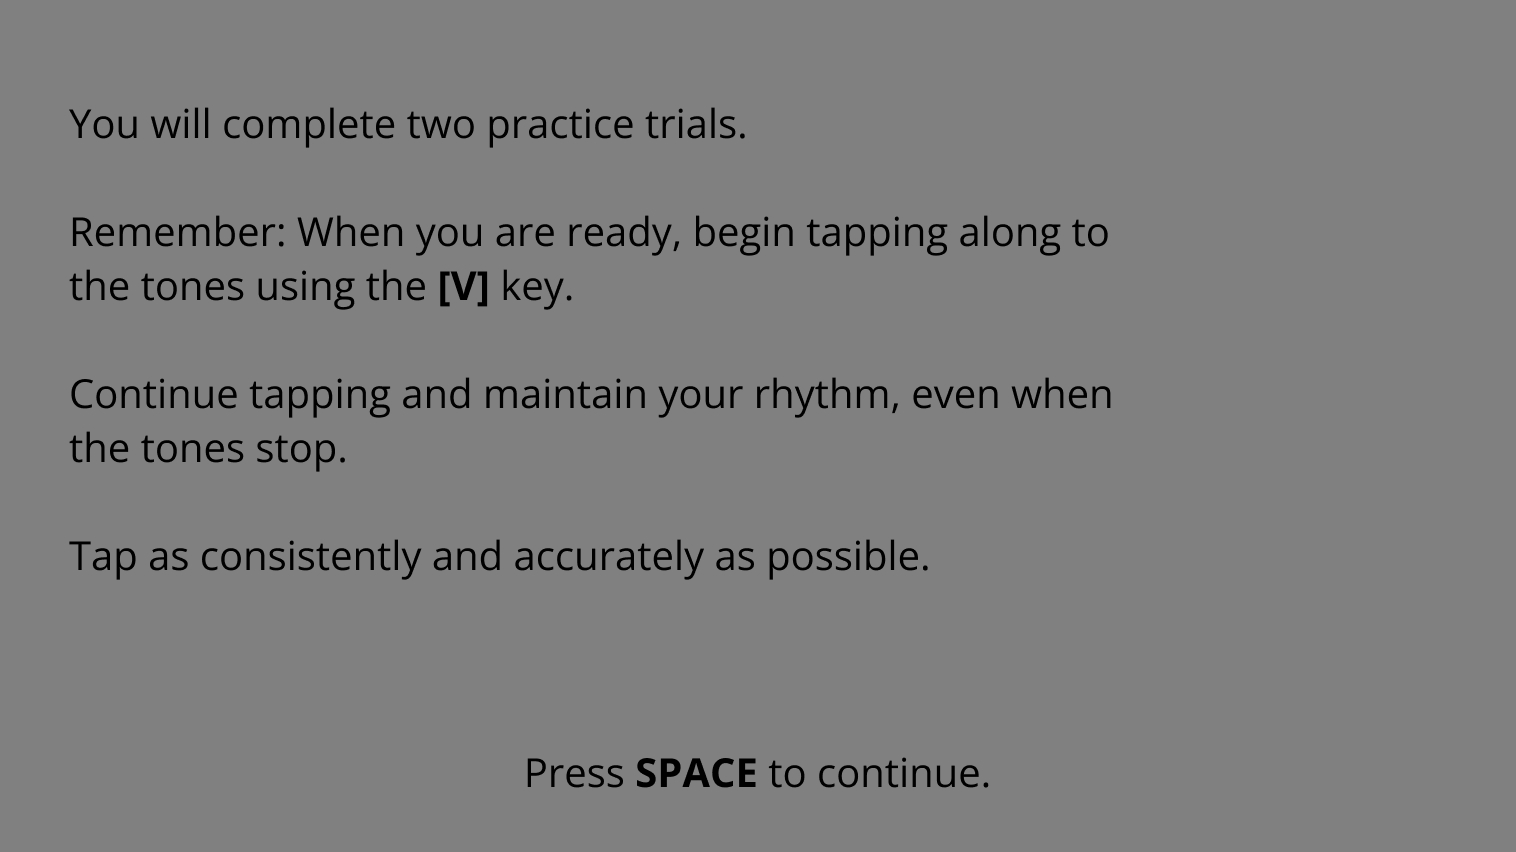 You will complete two practice trials.
Remember: When you are ready, begin tapping along to
the tones using the [V] key.
Continue tapping and maintain your rhythm, even when
the tones stop.
Tap as consistently and accurately as possible.
Press SPACE to continue.